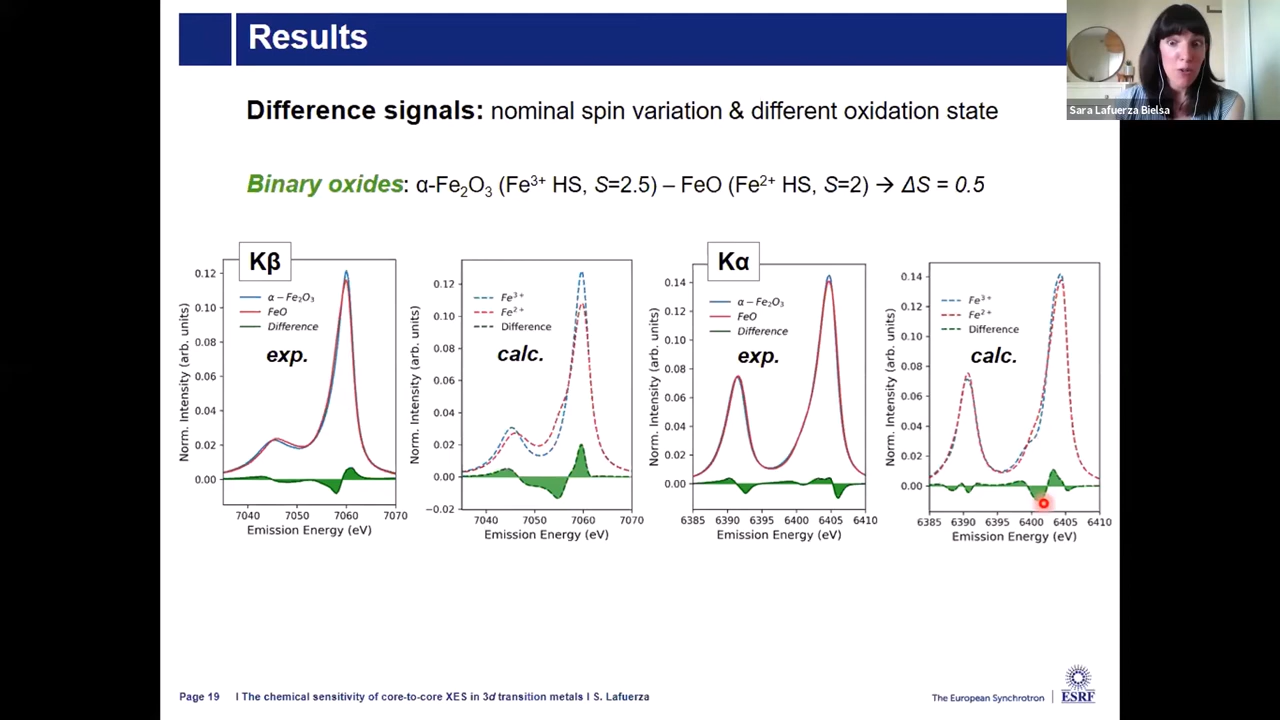 Results
Sara Lafuerza Bielsa
Difference signals: nominal spin variation & different oxidation state
Binary oxides: α-Fe₂O₃ (Fe³⁺ HS, S=2.5) – FeO (Fe²⁺ HS, S=2) → ΔS = 0.5
Kβ
α − Fe₂O₃
FeO
Difference
exp.
Norm. Intensity (arb. units)
0.12
0.10
0.08
0.06
0.04
0.02
0.00
7040 7050 7060 7070
Emission Energy (eV)
Fe³⁺
Fe²⁺
Difference
calc.
Norm. Intensity (arb. units)
0.12
0.10
0.08
0.06
0.04
0.02
0.00
−0.02
7040 7050 7060 7070
Emission Energy (eV)
Kα
α − Fe₂O₃
FeO
Difference
exp.
Norm. Intensity (arb. units)
0.14
0.12
0.10
0.08
0.06
0.04
0.02
0.00
6385 6390 6395 6400 6405 6410
Emission Energy (eV)
Fe³⁺
Fe²⁺
Difference
calc.
Norm. Intensity (arb. units)
0.14
0.12
0.10
0.08
0.06
0.04
0.02
0.00
6385 6390 6395 6400 6405 6410
Emission Energy (eV)
Page 19 I The chemical sensitivity of core-to-core XES in 3d transition metals I S. Lafuerza
The European Synchrotron ESRF